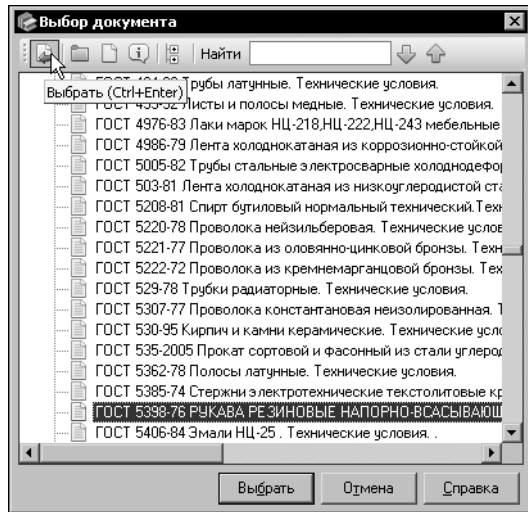 Выбор документа
Найти
ГОСТ 494-90 Трубы латунные. Технические условия.
Выбрать (Ctrl+Enter)
Листы и полосы медные. Технические условия.
ГОСТ 4976-83 Лаки марок НЦ-218,НЦ-222,НЦ-243 мебельные
ГОСТ 4986-79 Лента холоднокатаная из коррозионно-стойкой
ГОСТ 5005-82 Трубы стальные электросварные холоднодефо
ГОСТ 503-81 Лента холоднокатаная из низкоуглеродистой ста
ГОСТ 5208-81 Спирт бутиловый нормальный технический.Техн
ГОСТ 5220-78 Проволока нейзильберовая. Технические услов
ГОСТ 5221-77 Проволока из оловянно-цинковой бронзы. Техн
ГОСТ 5222-72 Проволока из кремнемарганцовой бронзы. Тех
ГОСТ 529-78 Трубки радиаторные. Технические условия.
ГОСТ 5307-77 Проволока константановая неизолированная. Т
ГОСТ 530-95 Кирпич и камни керамические. Технические усло
ГОСТ 535-2005 Прокат сортовой и фасонный из стали углерод
ГОСТ 5362-78 Полосы латунные. Технические условия.
ГОСТ 5385-74 Стержни электротехнические текстолитовые кр
ГОСТ 5398-76 РУКАВА РЕЗИНОВЫЕ НАПОРНО-ВСАСЫВАЮЩ
ГОСТ 5406-84 Эмали НЦ-25 . Технические условия. .
Выбрать
Отмена
Справка